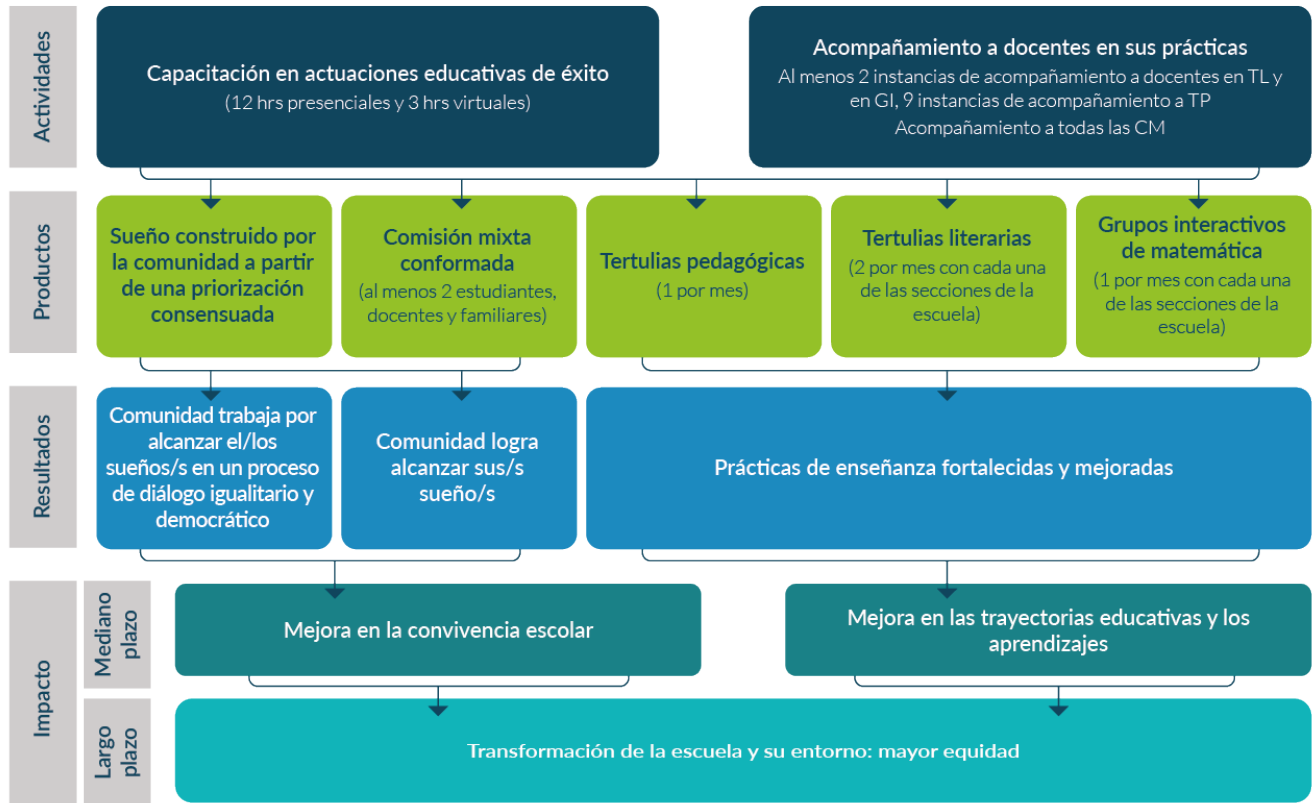 Actividades
Capacitación en actuaciones educativas de éxito
(12 hrs presenciales y 3 hrs virtuales)
Acompañamiento a docentes en sus prácticas
Al menos 2 instancias de acompañamiento a docentes en TL y
en GI, 9 instancias de acompañamiento a TP
Acompañamiento a todas las CM
Productos
Sueño construido por
la comunidad a partir
de una priorización
consensuada
Comisión mixta
conformada
(al menos 2 estudiantes,
docentes y familiares)
Tertulias pedagógicas
(1 por mes)
Tertulias literarias
(2 por mes con cada una
de las secciones de la
escuela)
Grupos interactivos
de matemática
(1 por mes con cada una
de las secciones de la
escuela)
Resultados
Comunidad trabaja por
alcanzar el/los
sueños/s en un proceso
de diálogo igualitario y
democrático
Comunidad logra
alcanzar sus/s
sueño/s
Prácticas de enseñanza fortalecidas y mejoradas
Impacto
Mediano
plazo
Mejora en la convivencia escolar
Mejora en las trayectorias educativas y los
aprendizajes
Largo
plazo
Transformación de la escuela y su entorno: mayor equidad